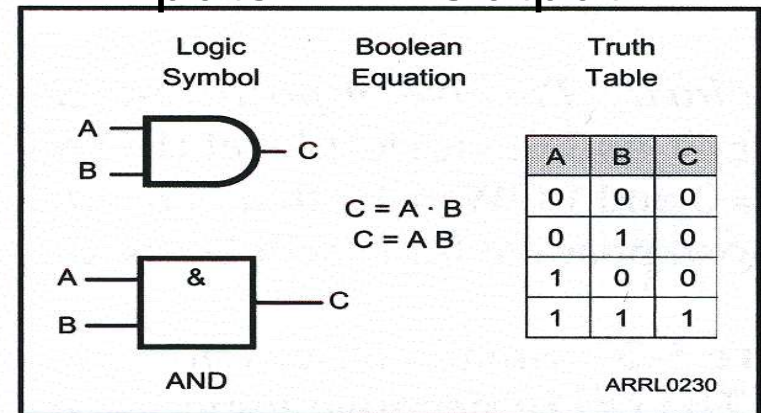 Logic Symbol
Boolean Equation
Truth Table
A
B
C
C = A · B
C = A B
A
B
&
C
AND
A B C
0 0 0
0 1 0
1 0 0
1 1 1
ARRL0230